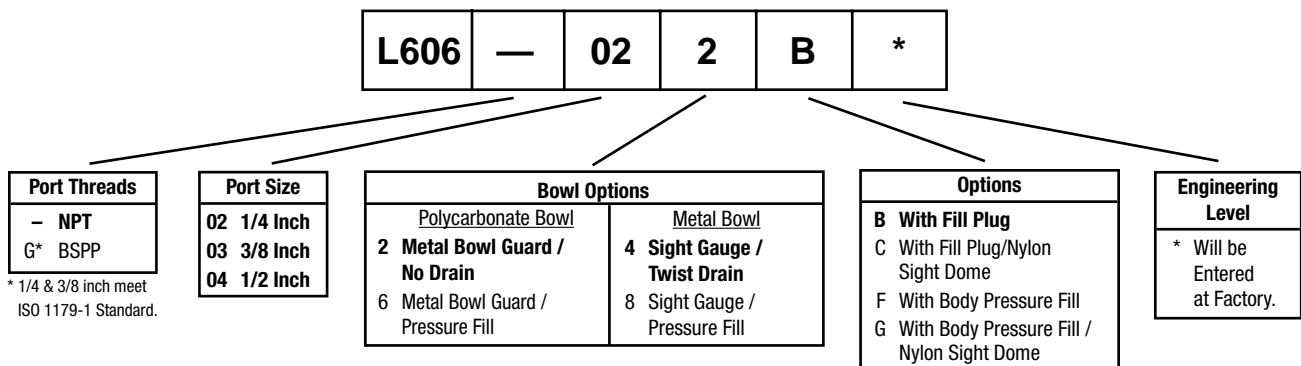 L606 — 02 2 B *
Port Threads
– NPT
G* BSPP
* 1/4 & 3/8 inch meet
ISO 1179-1 Standard.
Port Size
02 1/4 Inch
03 3/8 Inch
04 1/2 Inch
Bowl Options
Polycarbonate Bowl
2 Metal Bowl Guard /
No Drain
6 Metal Bowl Guard /
Pressure Fill
Metal Bowl
4 Sight Gauge /
Twist Drain
8 Sight Gauge /
Pressure Fill
Options
B With Fill Plug
C With Fill Plug/Nylon
Sight Dome
F With Body Pressure Fill
G With Body Pressure Fill /
Nylon Sight Dome
Engineering
Level
* Will be
Entered
at Factory.